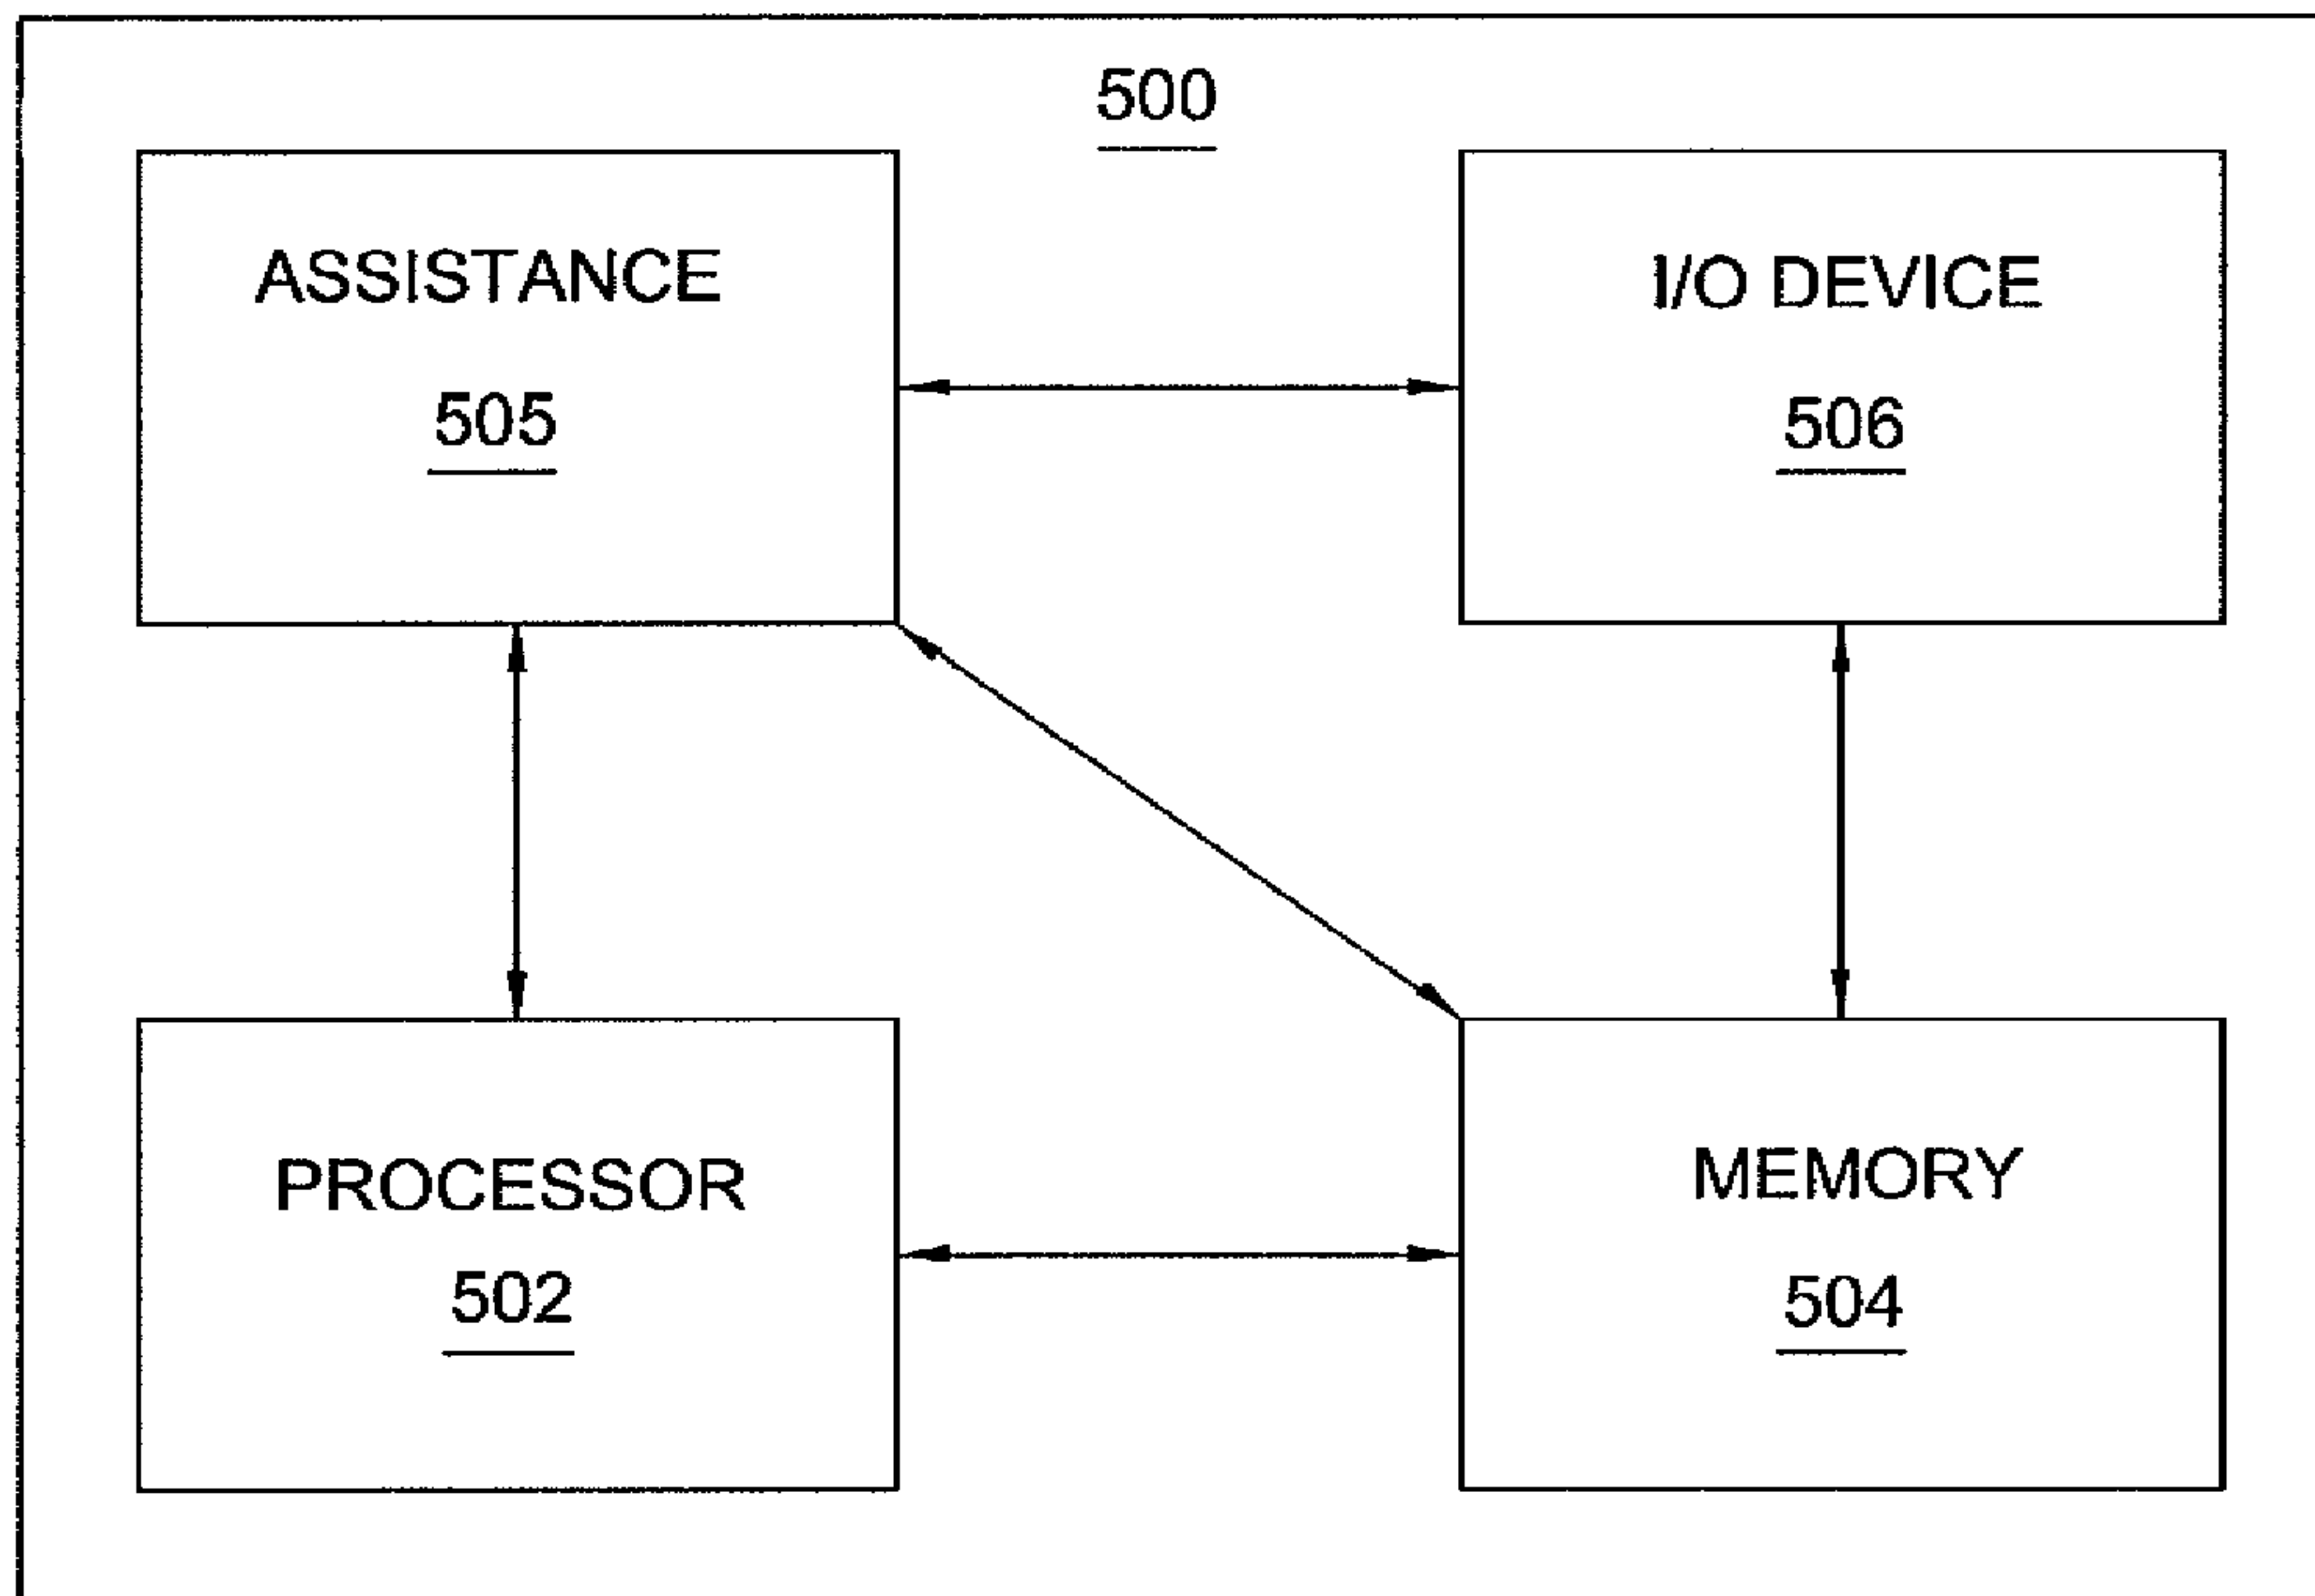 500
ASSISTANCE
505
I/O DEVICE
506
PROCESSOR
502
MEMORY
504